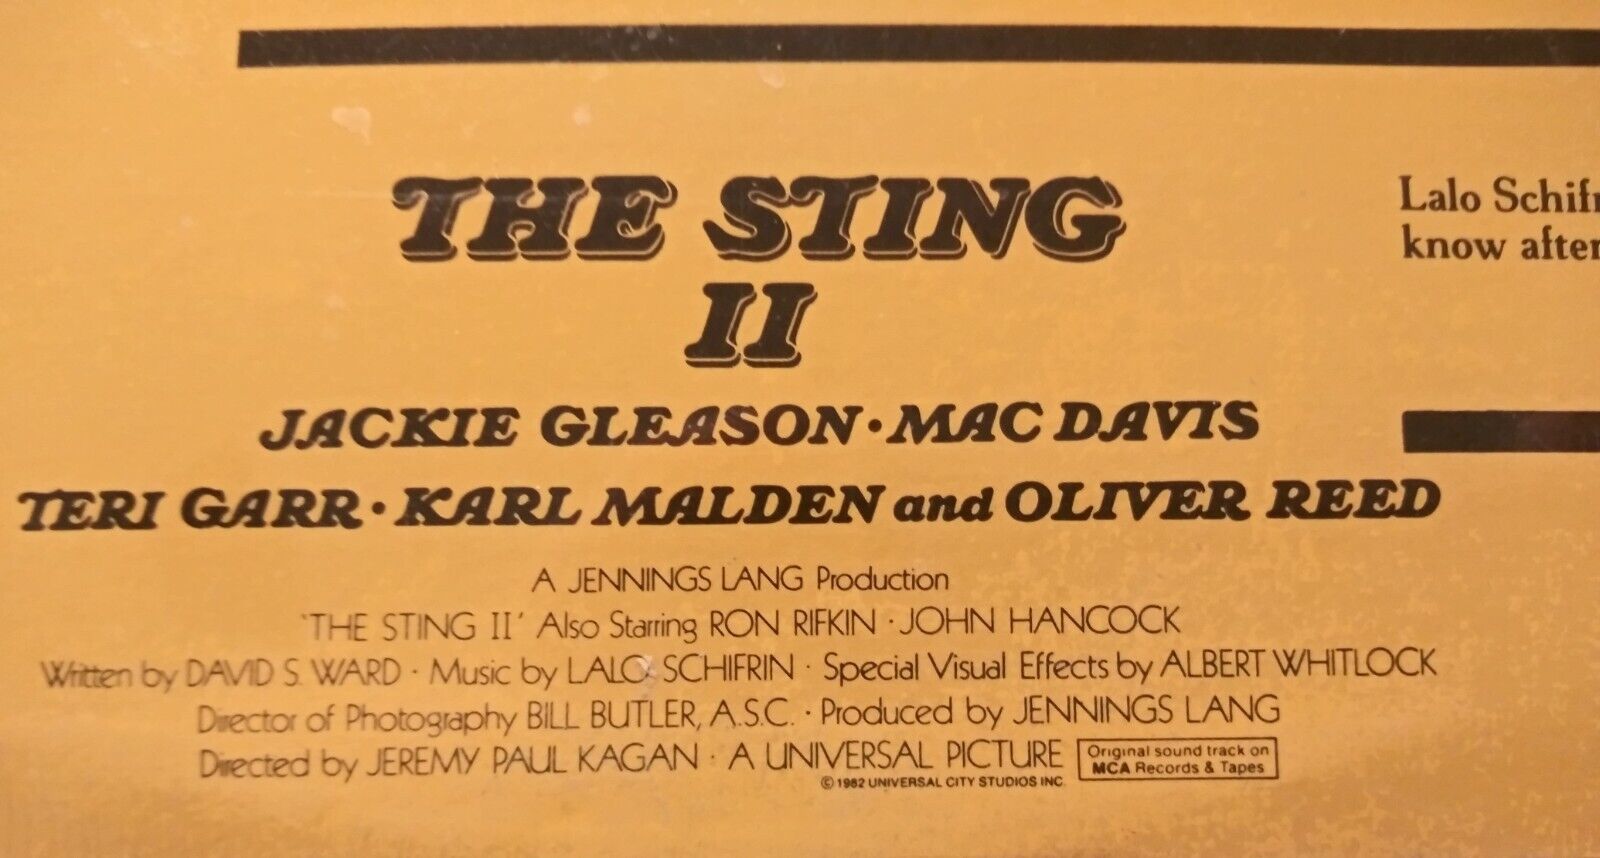 THE STING
II
JACKIE GLEASON · MAC DAVIS
TERI GARR · KARL MALDEN and OLIVER REED
A JENNINGS LANG Production
'THE STING II' Also Starring RON RIFKIN · JOHN HANCOCK
Written by DAVID S. WARD · Music by LALO SCHIFRIN · Special Visual Effects by ALBERT WHITLOCK
Director of Photography BILL BUTLER, A.S.C. · Produced by JENNINGS LANG
Directed by JEREMY PAUL KAGAN · A UNIVERSAL PICTURE
Original sound track on
MCA Records & Tapes
© 1982 UNIVERSAL CITY STUDIOS INC.
Lalo
know after